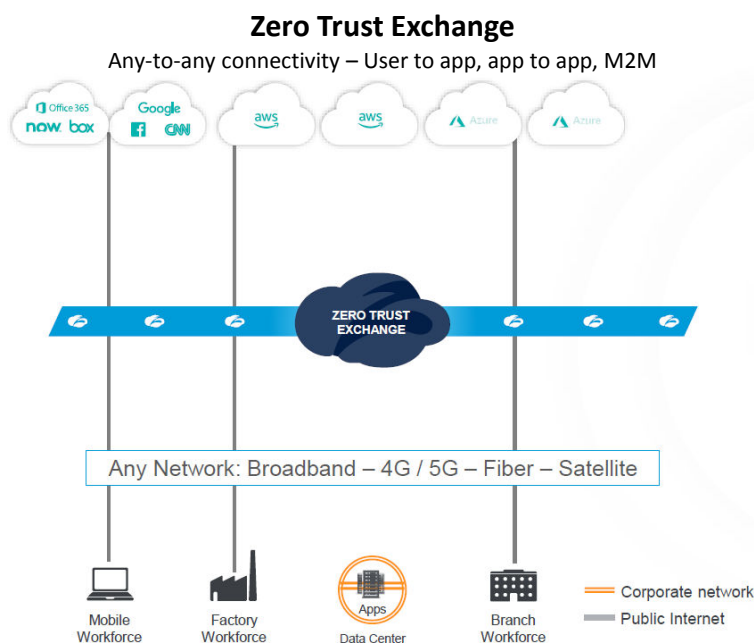 Zero Trust Exchange
Any-to-any connectivity – User to app, app to app, M2M
Office 365
now box
Google
CNN
aws
aws
Azure
Azure
ZERO TRUST
EXCHANGE
Any Network: Broadband – 4G / 5G – Fiber – Satellite
Mobile
Workforce
Factory
Workforce
Apps
Data Center
Branch
Workforce
Corporate network
Public Internet